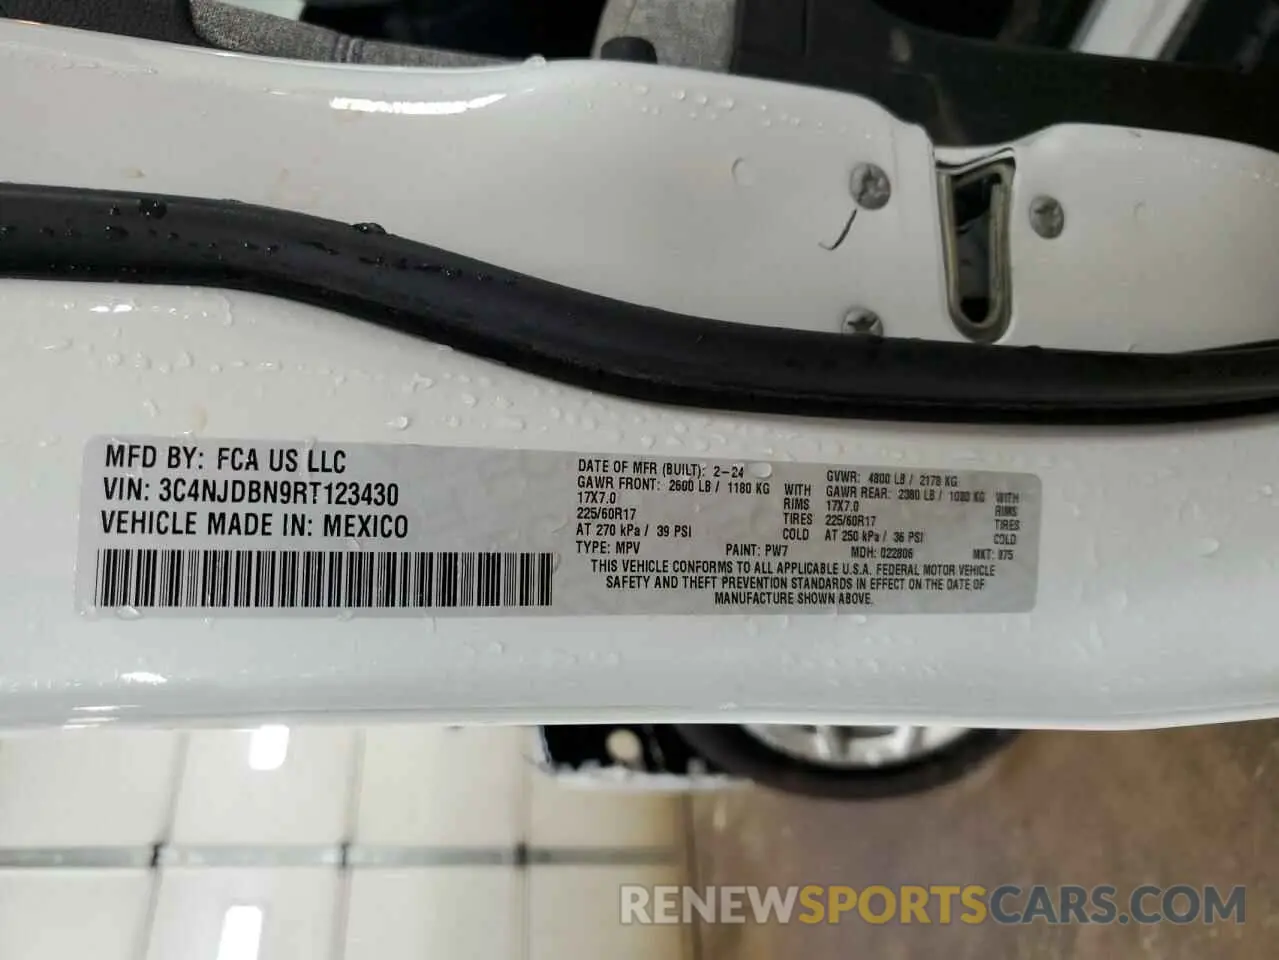 MFD BY: FCA US LLC
VIN: 3C4NJDBN9RT123430
VEHICLE MADE IN: MEXICO
DATE OF MFR (BUILT): 2-24
GAWR FRONT: 2600 LB / 1180 KG WITH
17X7.0 RIMS
225/60R17 TIRES
AT 270 kPa / 39 PSI COLD
GVWR: 4800 LB / 2178 KG
GAWR REAR: 2380 LB / 1080 KG WITH
17X7.0 RIMS
225/60R17 TIRES
AT 250 kPa / 36 PSI COLD
TYPE: MPV PAINT: PW7 MDH: 022806 MKT: 975
THIS VEHICLE CONFORMS TO ALL APPLICABLE U.S.A. FEDERAL MOTOR VEHICLE
SAFETY AND THEFT PREVENTION STANDARDS IN EFFECT ON THE DATE OF
MANUFACTURE SHOWN ABOVE.
RENEWSPORTSCARS.COM